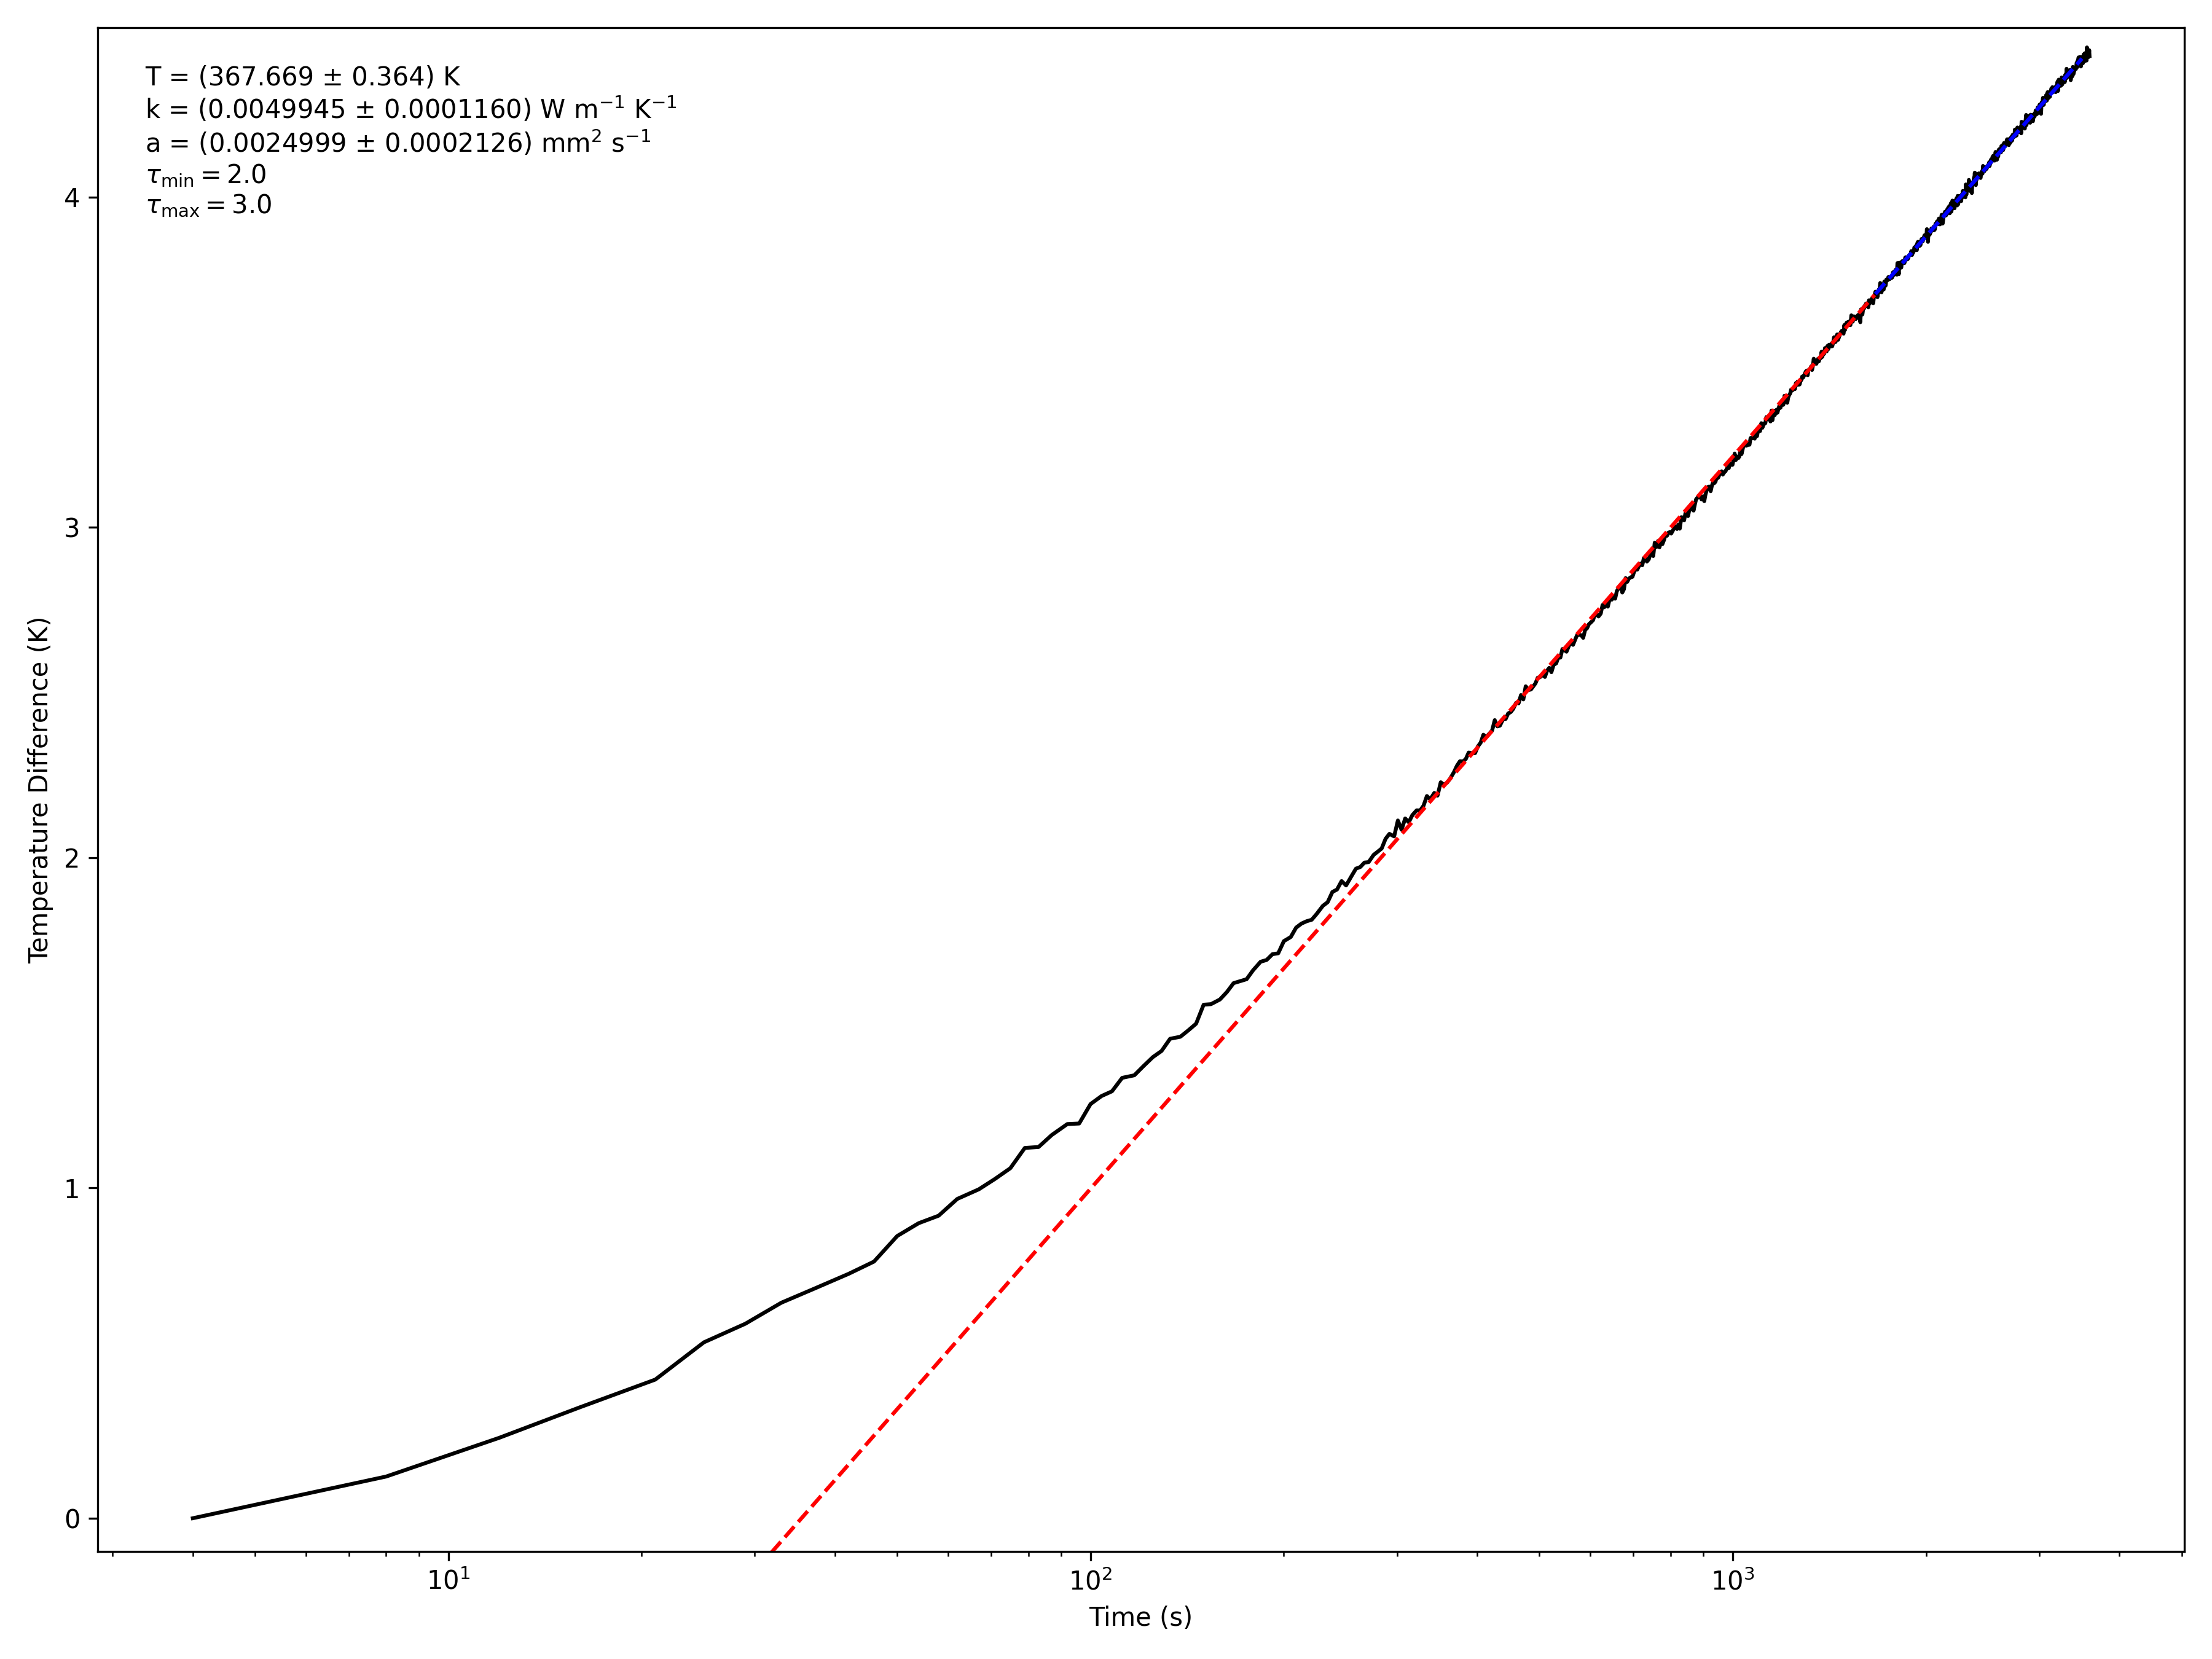 T = (367.669 ± 0.364) K
k = (0.0049945 ± 0.0001160) W m⁻¹ K⁻¹
a = (0.0024999 ± 0.0002126) mm² s⁻¹
τmin = 2.0
τmax = 3.0
4
3
2
1
0
Temperature Difference (K)
10¹ 10² 10³
Time (s)